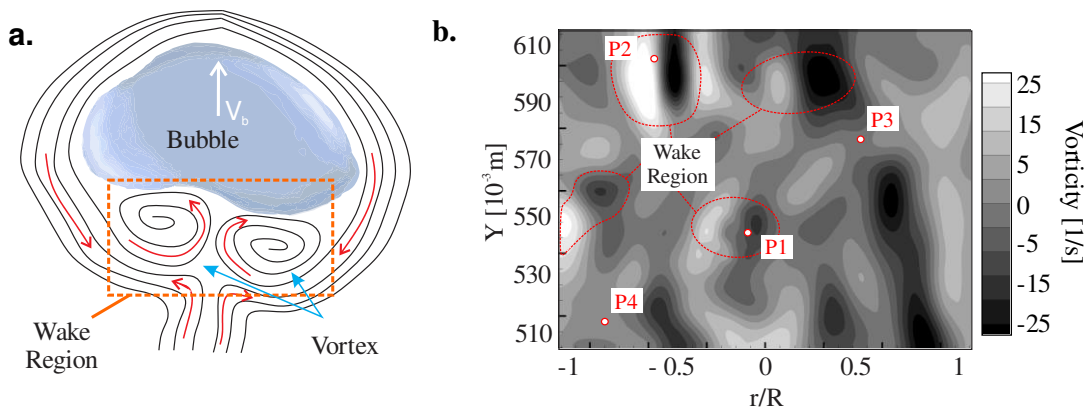 a.
V_b
Bubble
Wake
Region
Vortex
b.
610
590
570
550
530
510
Y [10⁻³ m]
P2
P3
Wake
Region
P1
P4
-1
- 0.5
0
0.5
1
r/R
25
15
5
0
-5
-15
-25
Vorticity [1/s]